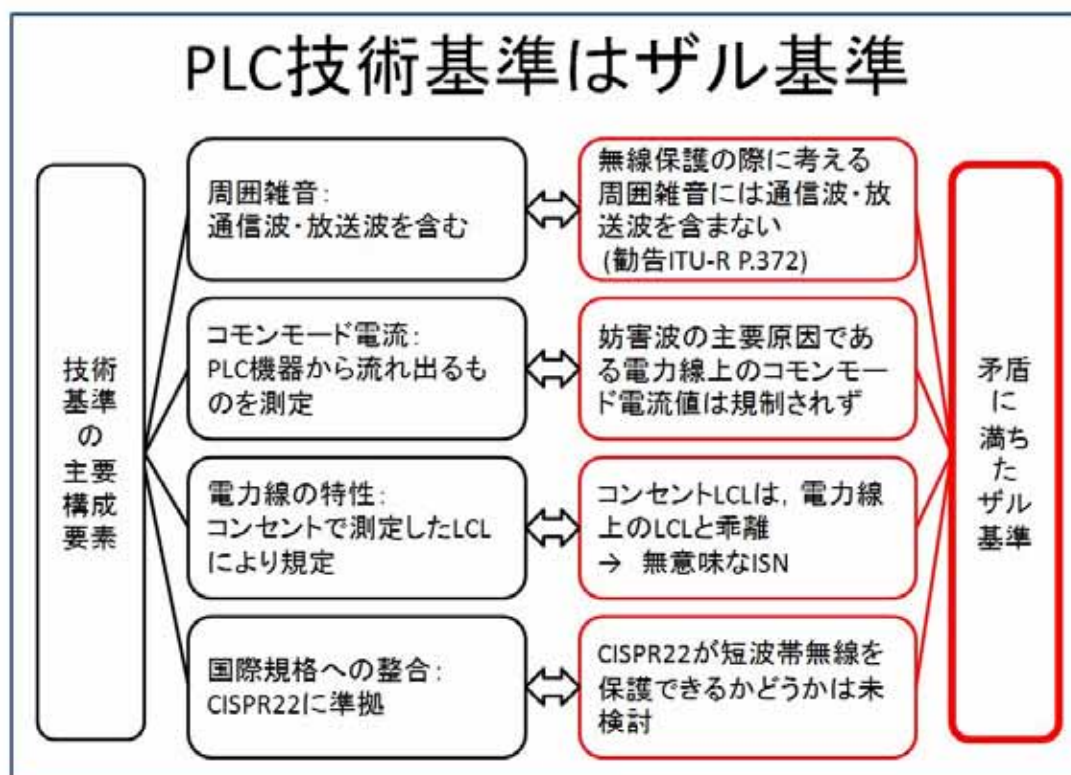 PLC技術基準はザル基準
技術
基準
の
主要
構成
要素
周囲雑音：
通信波・放送波を含む
無線保護の際に考える
周囲雑音には通信波・放
送波を含まない
(勧告ITU-R P.372)
コモンモード電流：
PLC機器から流れ出るも
のを測定
妨害波の主要原因であ
る電力線上のコモンモー
ド電流値は規制されず
電力線の特性：
コンセントで測定したLCL
により規定
コンセントLCLは，電力線
上のLCLと乖離
→ 無意味なISN
国際規格への整合：
CISPR22に準拠
CISPR22が短波帯無線を
保護できるかどうかは未
検討
矛盾
に
満ち
た
ザル
基準